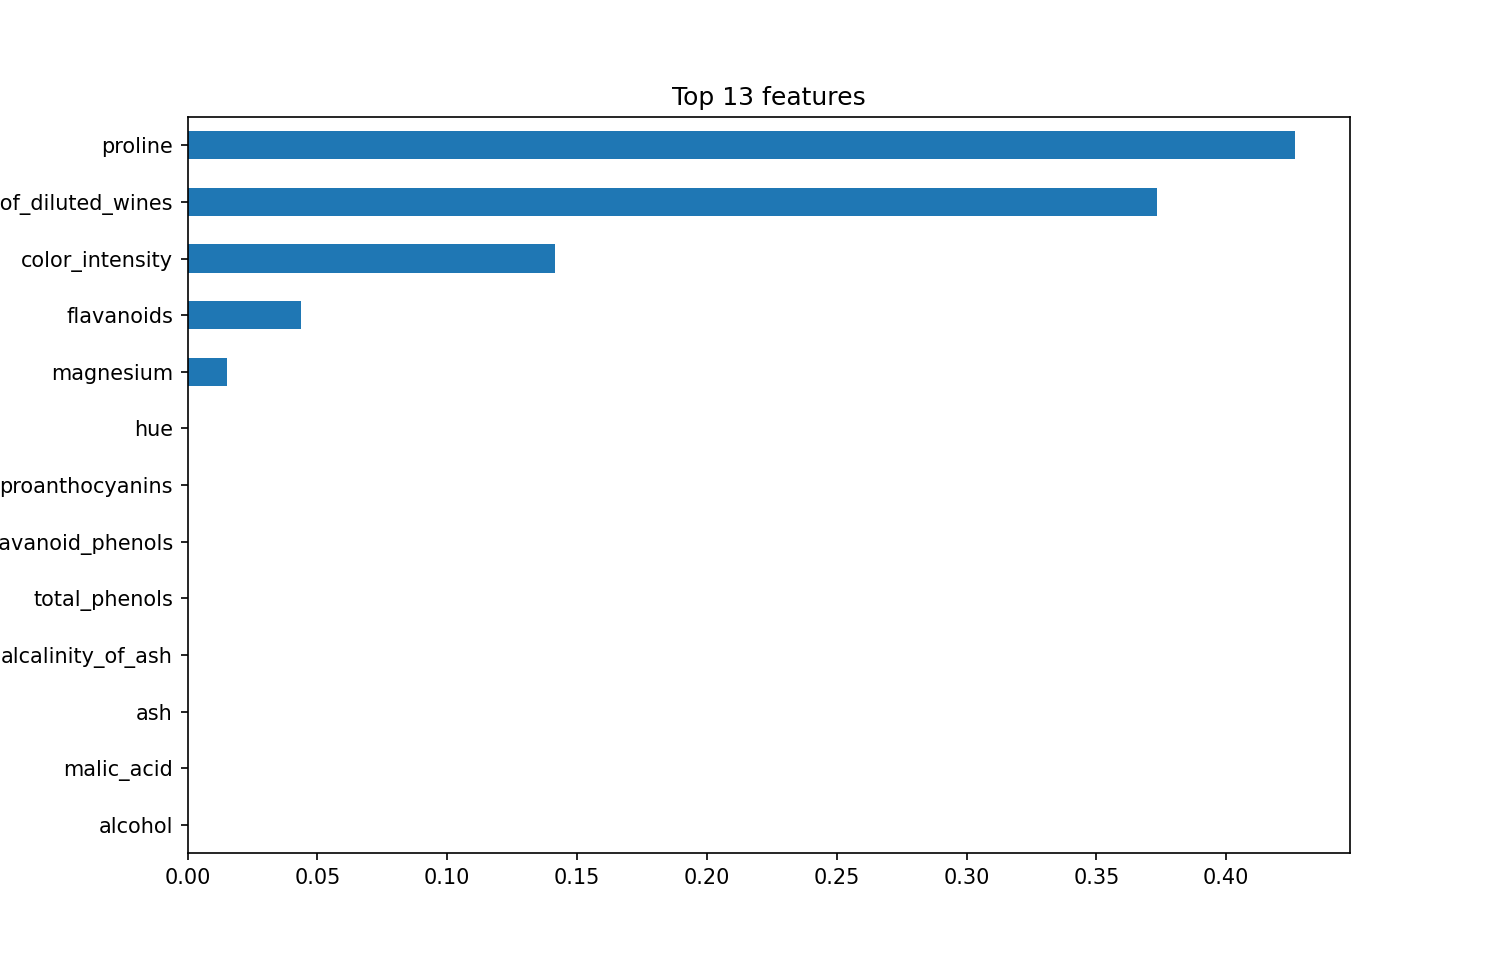 Top 13 features
proline
of_diluted_wines
color_intensity
flavanoids
magnesium
hue
proanthocyanins
avanoid_phenols
total_phenols
alcalinity_of_ash
ash
malic_acid
alcohol
0.00 0.05 0.10 0.15 0.20 0.25 0.30 0.35 0.40